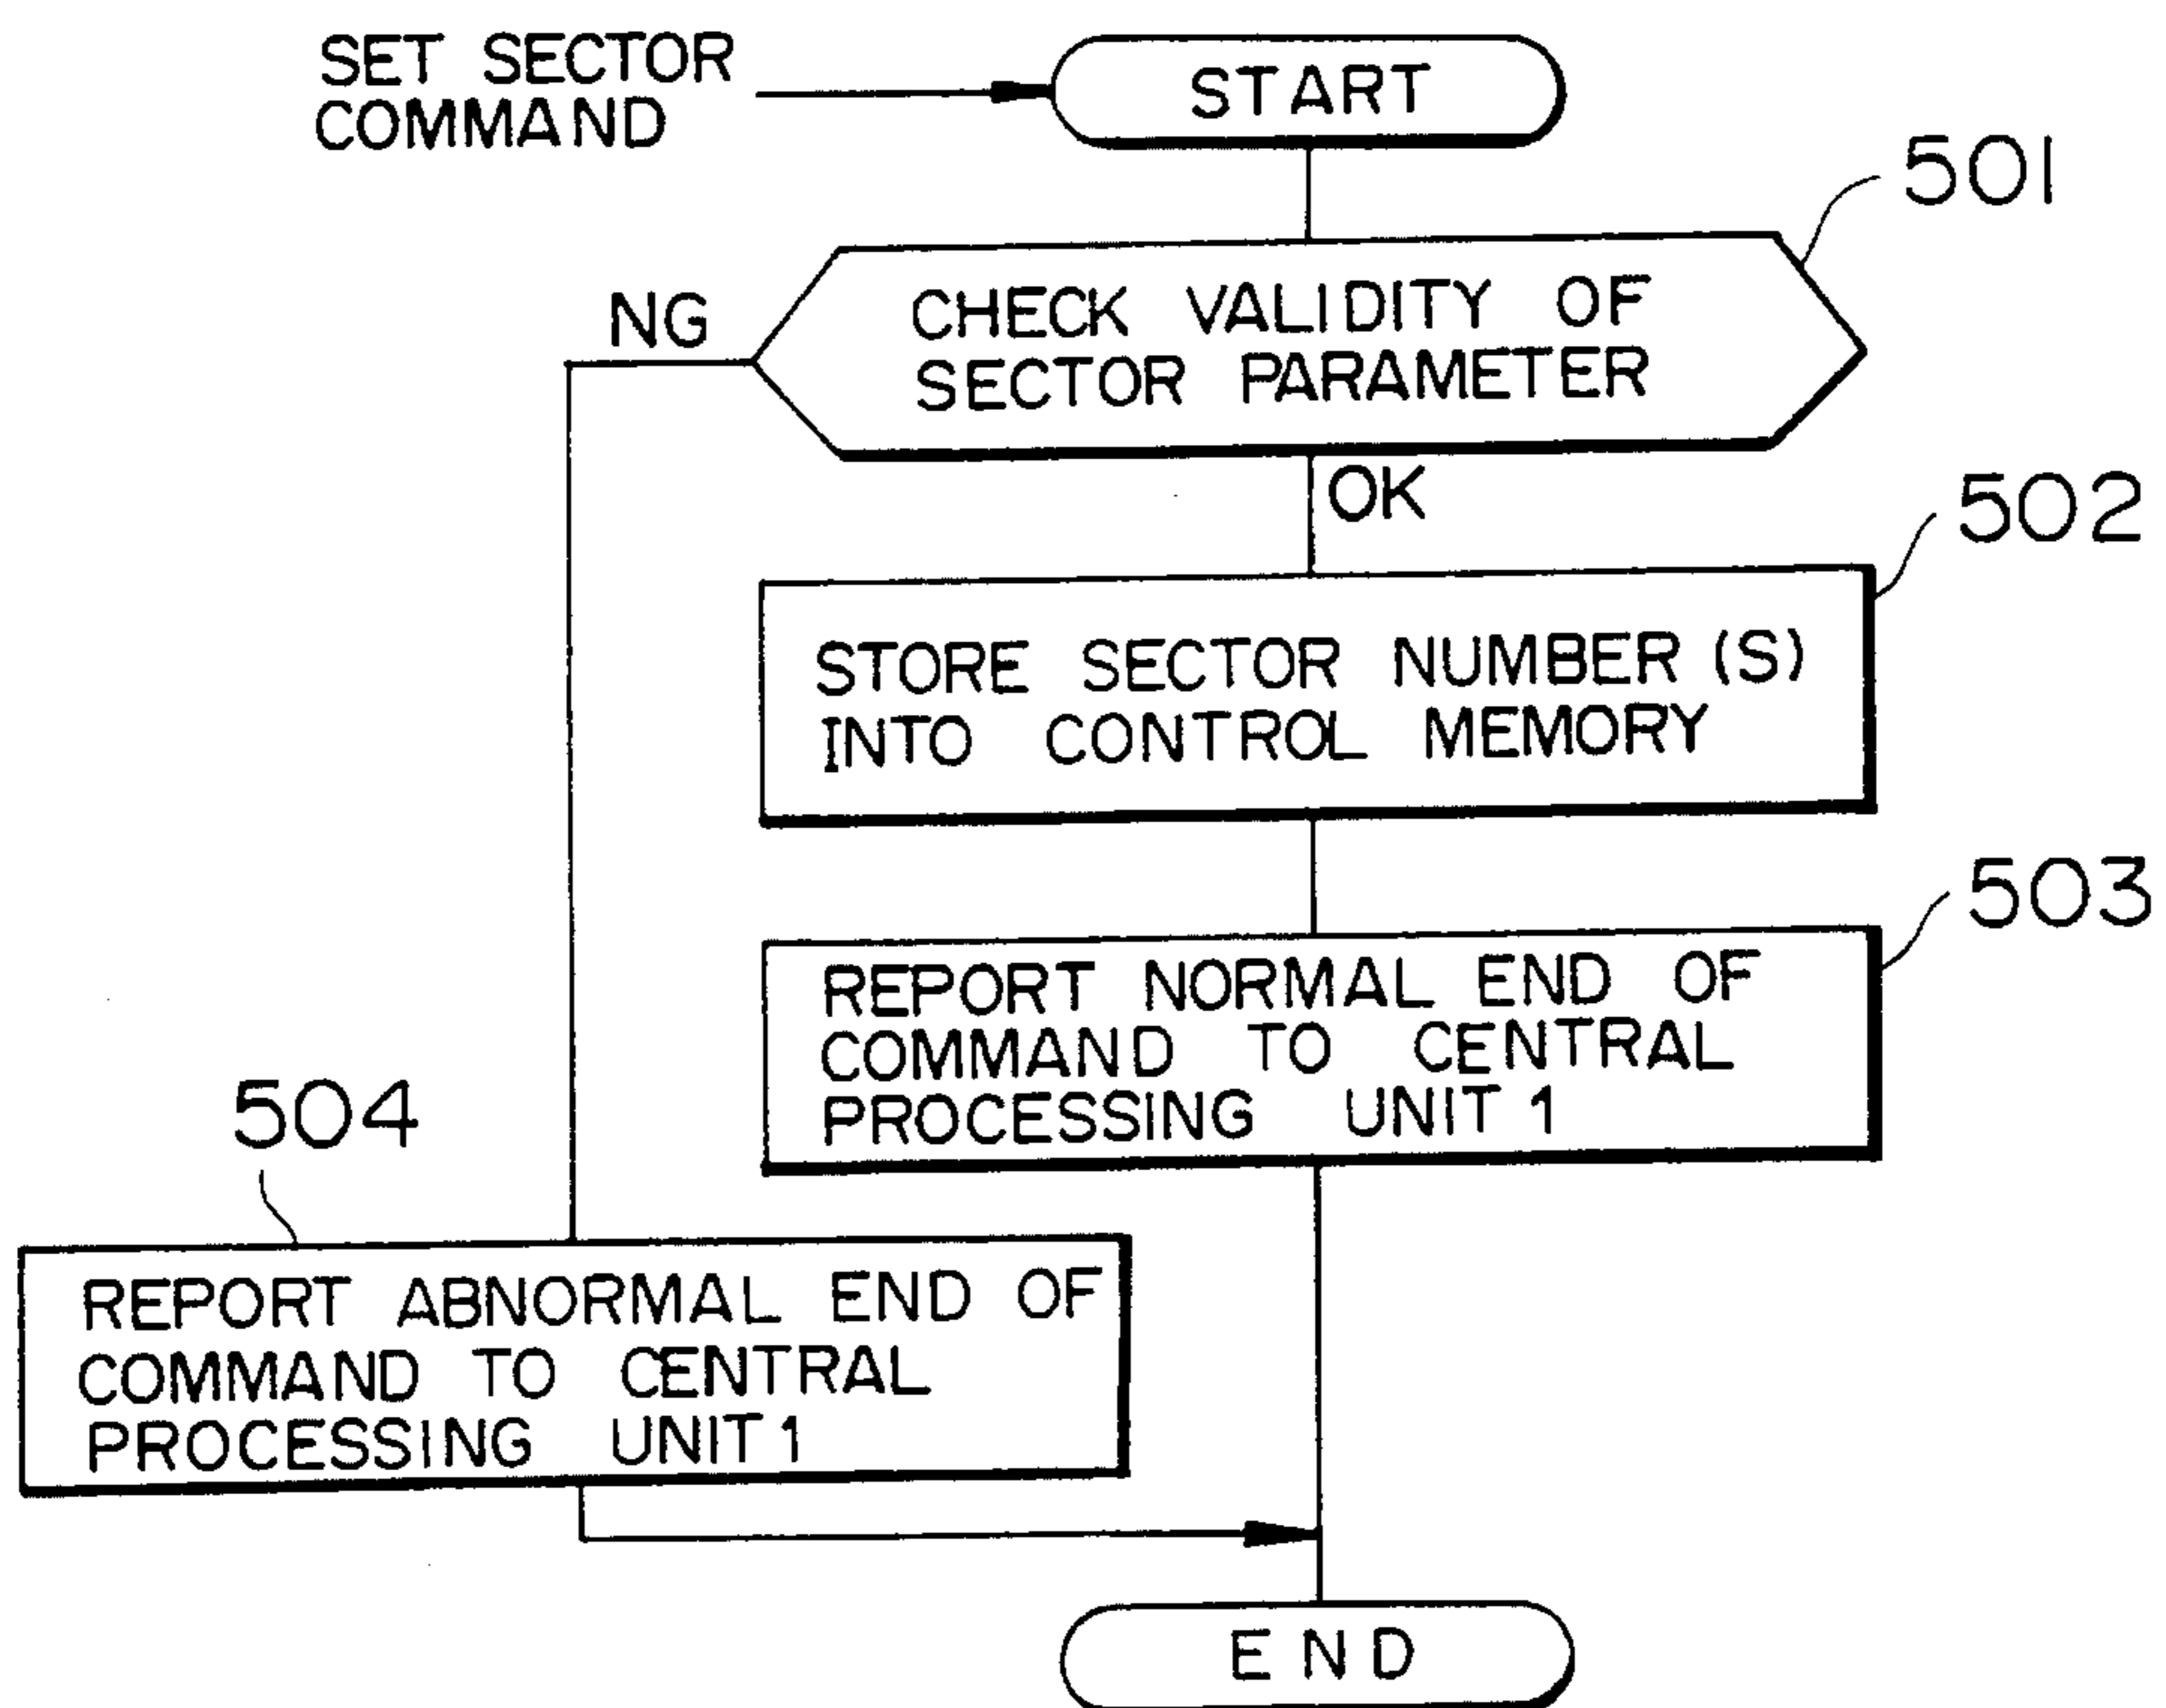 SET SECTOR
COMMAND
START
501
NG
CHECK VALIDITY OF
SECTOR PARAMETER
OK
502
STORE SECTOR NUMBER (S)
INTO CONTROL MEMORY
503
REPORT NORMAL END OF
COMMAND TO CENTRAL
PROCESSING UNIT 1
504
REPORT ABNORMAL END OF
COMMAND TO CENTRAL
PROCESSING UNIT 1
END